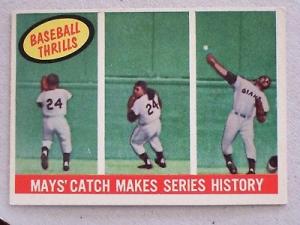 BASEBALL
THRILLS
24
24
GIANTS
MAYS' CATCH MAKES SERIES HISTORY